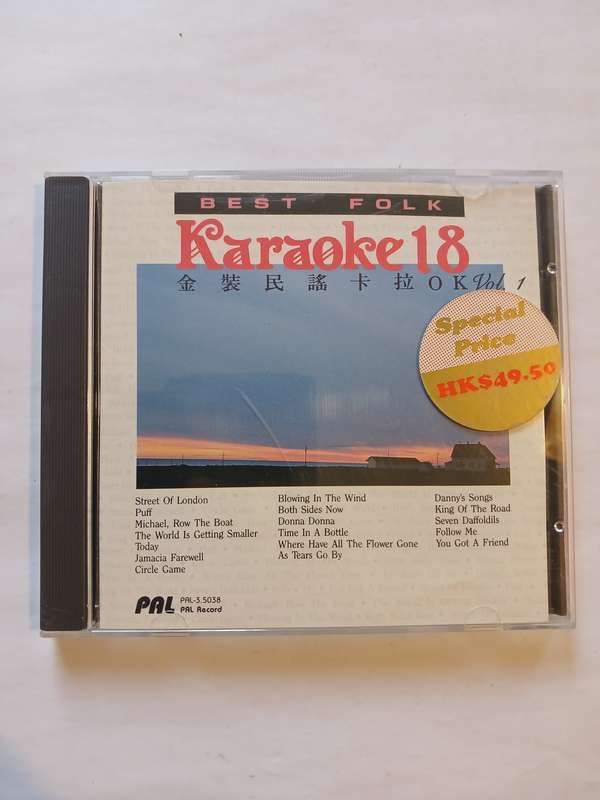 BEST FOLK
Karaoke 18
金裝民謠卡拉OK Vol. 1
Special
Price
HK$49.50
Street Of London
Puff
Michael, Row The Boat
The World Is Getting Smaller
Today
Jamacia Farewell
Circle Game
Blowing In The Wind
Both Sides Now
Donna Donna
Time In A Bottle
Where Have All The Flower Gone
As Tears Go By
Danny's Songs
King Of The Road
Seven Daffoldils
Follow Me
You Got A Friend
PAL
PAL-3.5038
PAL Record